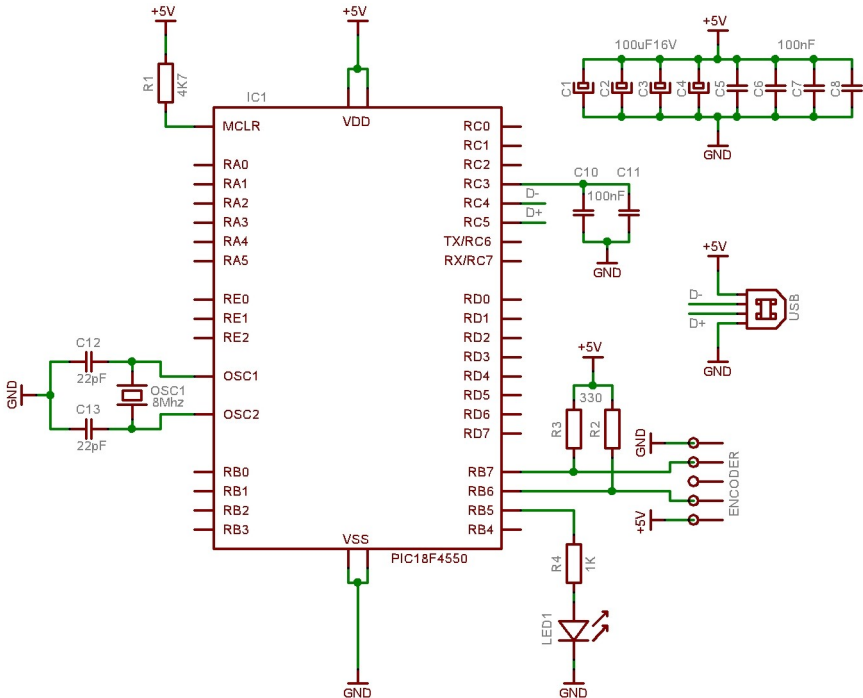 +5V
+5V
+5V
100uF16V
100nF
R1
4K7
C1
C2
C3
C4
C5
C6
C7
C8
IC1
VDD
MCLR
RC0
RC1
GND
RA0
RC2
RA1
RC3
C10
C11
RA2
RC4
D-
100nF
RA3
RC5
D+
RA4
TX/RC6
RA5
RX/RC7
GND
+5V
RE0
RD0
D-
RE1
RD1
D+
USB
RE2
RD2
C12
RD3
+5V
GND
22pF
OSC1
RD4
OSC1
8Mhz
GND
330
RD5
C13
OSC2
RD6
22pF
RD7
R3
R2
GND
RB0
RB7
ENCODER
RB1
RB6
RB2
RB5
+5V
RB3
RB4
VSS
PIC18F4550
R4
1K
LED1
GND
GND